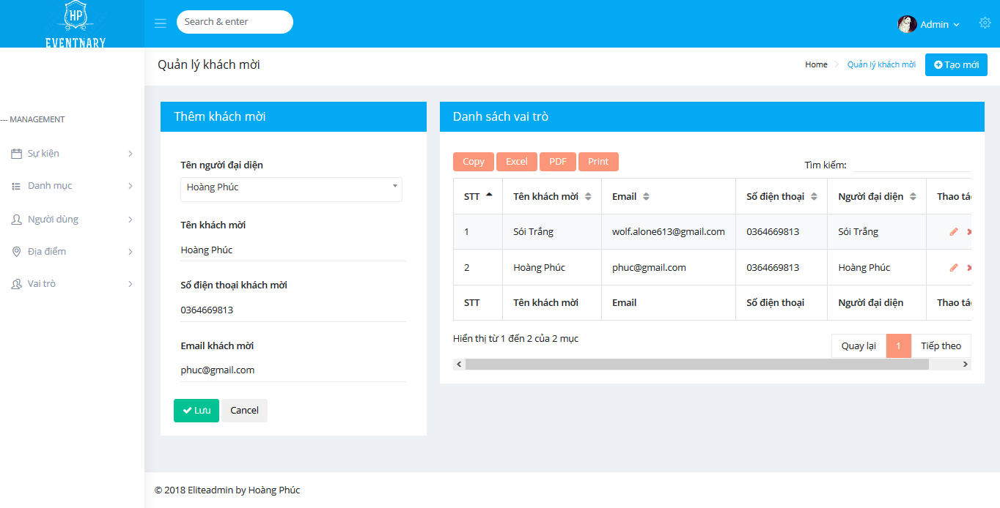 HP
EVENTNARY
Search & enter
Admin
Quản lý khách mời
Home
Quản lý khách mời
Tạo mới
--- MANAGEMENT
Sự kiện
Danh mục
Người dùng
Địa điểm
Vai trò
Thêm khách mời
Tên người đại diện
Hoàng Phúc
Tên khách mời
Hoàng Phúc
Số điện thoại khách mời
0364669813
Email khách mời
phuc@gmail.com
Lưu Cancel
Danh sách vai trò
Copy Excel PDF Print
Tìm kiếm:
STT Tên khách mời Email Số điện thoại Người đại diện Thao tá
1 Sói Trắng wolf.alone613@gmail.com 0364669813 Sói Trắng
2 Hoàng Phúc phuc@gmail.com 0364669813 Hoàng Phúc
STT Tên khách mời Email Số điện thoại Người đại diện Thao tá
Hiển thị từ 1 đến 2 của 2 mục
Quay lại 1 Tiếp theo
© 2018 Eliteadmin by Hoàng Phúc